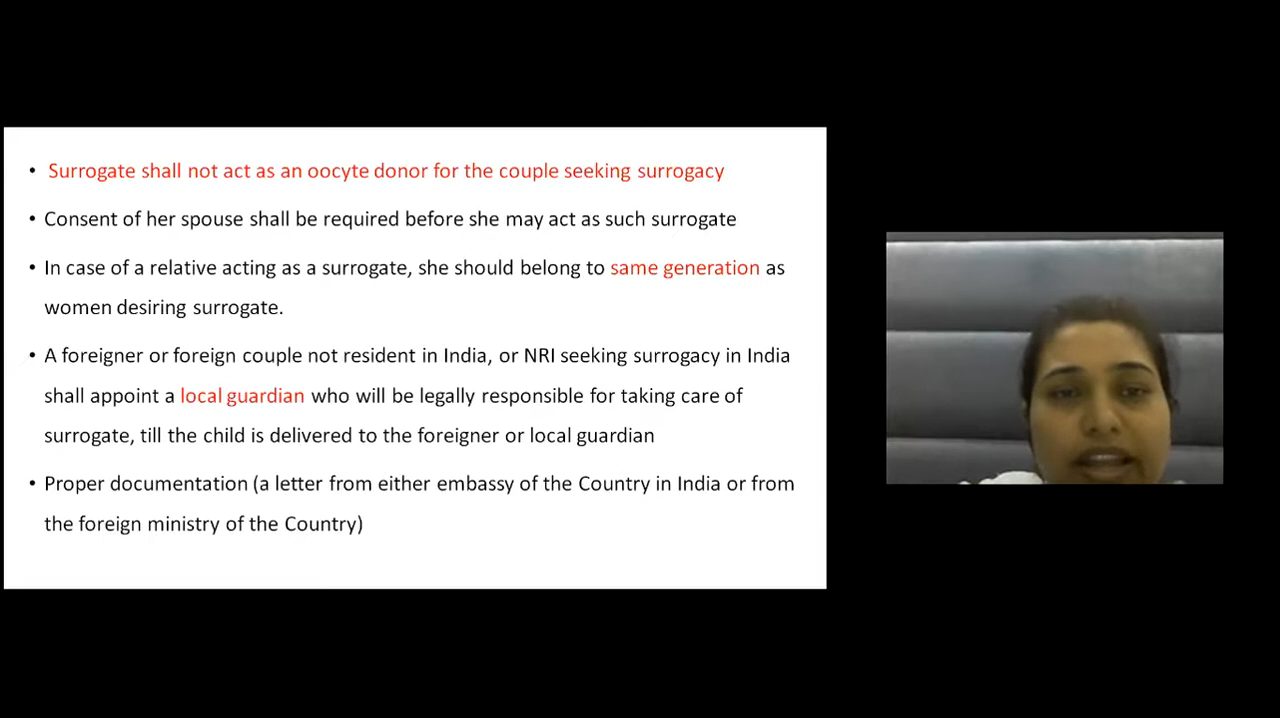 • Surrogate shall not act as an oocyte donor for the couple seeking surrogacy
• Consent of her spouse shall be required before she may act as such surrogate
• In case of a relative acting as a surrogate, she should belong to same generation as
women desiring surrogate.
• A foreigner or foreign couple not resident in India, or NRI seeking surrogacy in India
shall appoint a local guardian who will be legally responsible for taking care of
surrogate, till the child is delivered to the foreigner or local guardian
• Proper documentation (a letter from either embassy of the Country in India or from
the foreign ministry of the Country)